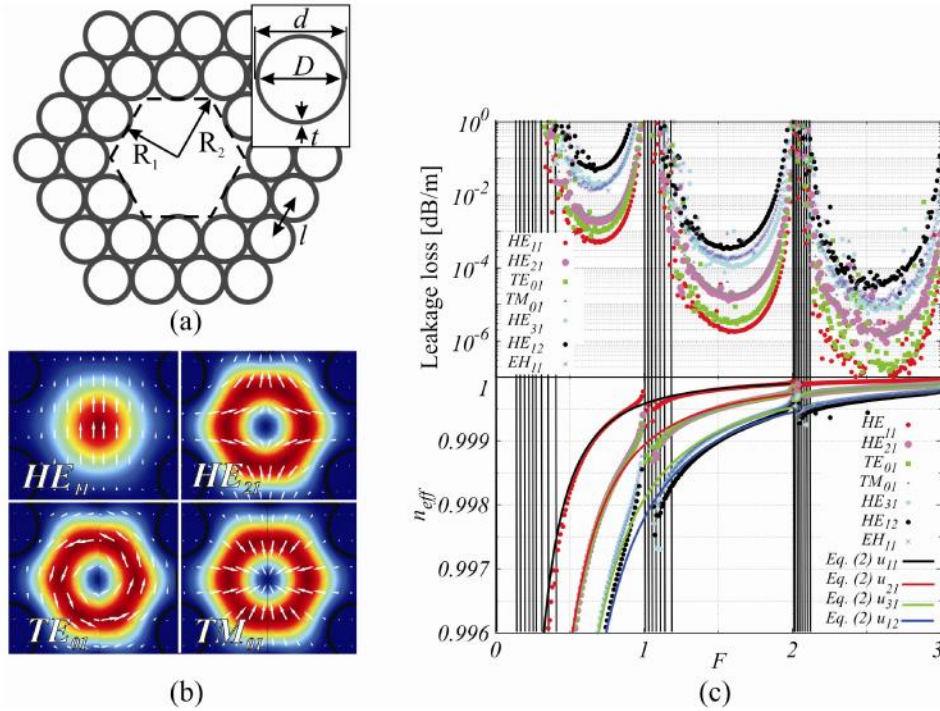 d
D
t
R1
R2
l
(a)
HE11
HE21
TE01
TM01
(b)
Leakage loss [dB/m]
10^0
10^-2
10^-4
10^-6
HE11
HE21
TE01
TM01
HE31
HE12
EH11
neff
1
0.999
0.998
0.997
0.996
HE11
HE21
TE01
TM01
HE31
HE12
EH11
Eq. (2) u11
Eq. (2) u21
Eq. (2) u31
Eq. (2) u12
0
1
2
3
F
(c)